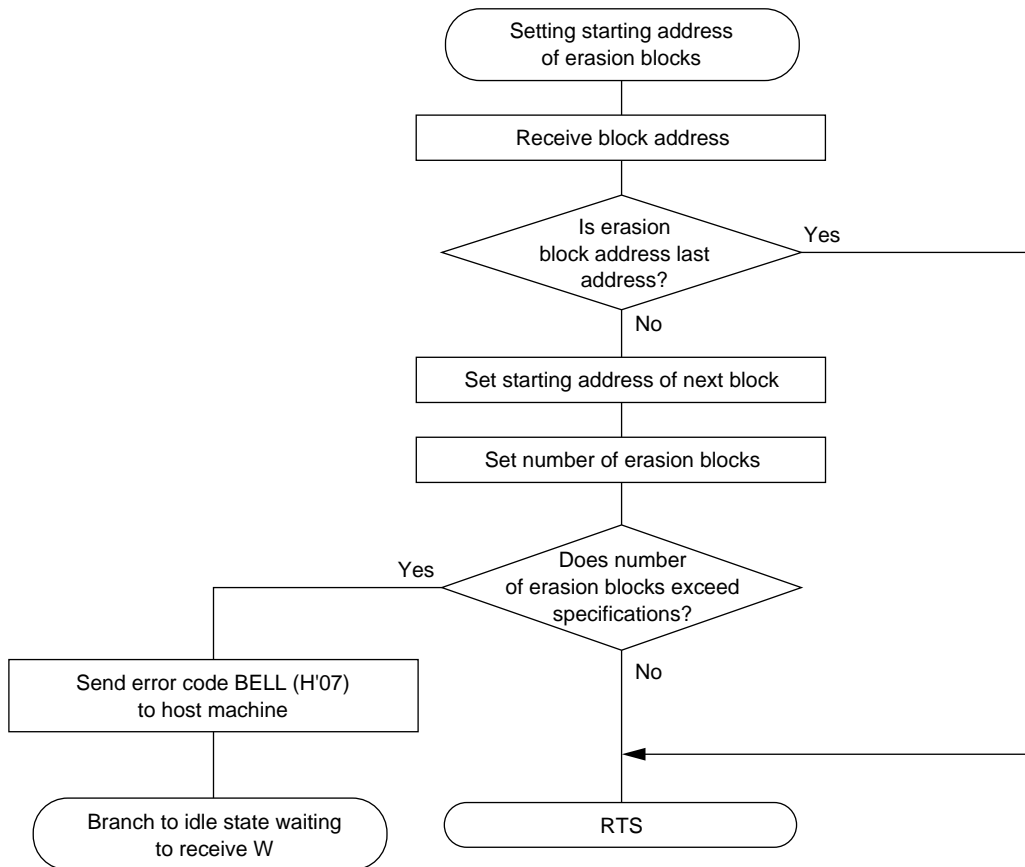 Setting starting address
of erasion blocks
Receive block address
Is erasion
block address last
address?
Yes
No
Set starting address of next block
Set number of erasion blocks
Does number
of erasion blocks exceed
specifications?
Yes
No
Send error code BELL (H'07)
to host machine
Branch to idle state waiting
to receive W
RTS